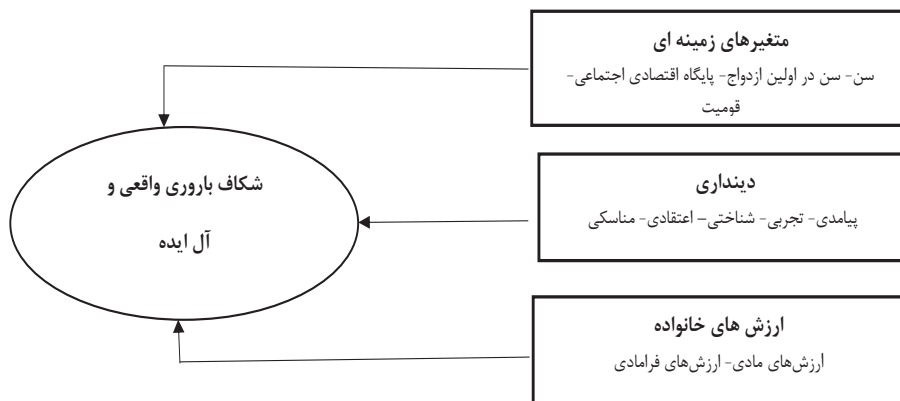 متغیرهای زمینه ای
سن- سن در اولین ازدواج- پایگاه اقتصادی اجتماعی-
قومیت
شکاف باروری واقعی و
آل ایده
دینداری
پیامدی- تجربی- شناختی– اعتقادی- مناسکی
ارزش های خانواده
ارزش‌های مادی- ارزش‌های فرامادی